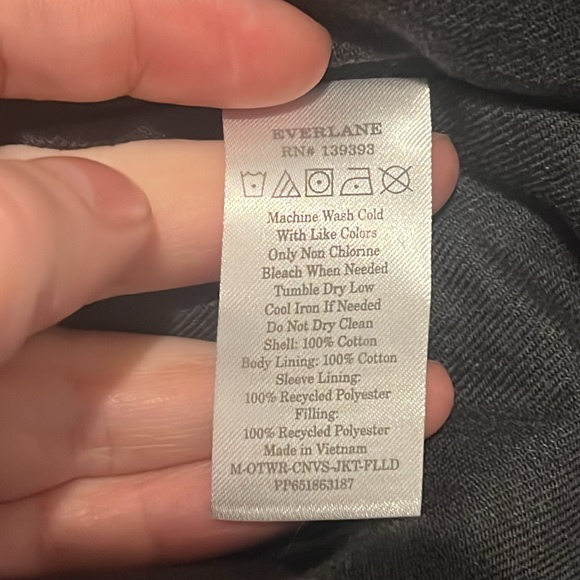 EVERLANE
RN# 139393
Machine Wash Cold
With Like Colors
Only Non Chlorine
Bleach When Needed
Tumble Dry Low
Cool Iron If Needed
Do Not Dry Clean
Shell: 100% Cotton
Body Lining: 100% Cotton
Sleeve Lining:
100% Recycled Polyester
Filling:
100% Recycled Polyester
Made in Vietnam
M-OTWR-CNVS-JKT-FLLD
PP651863187